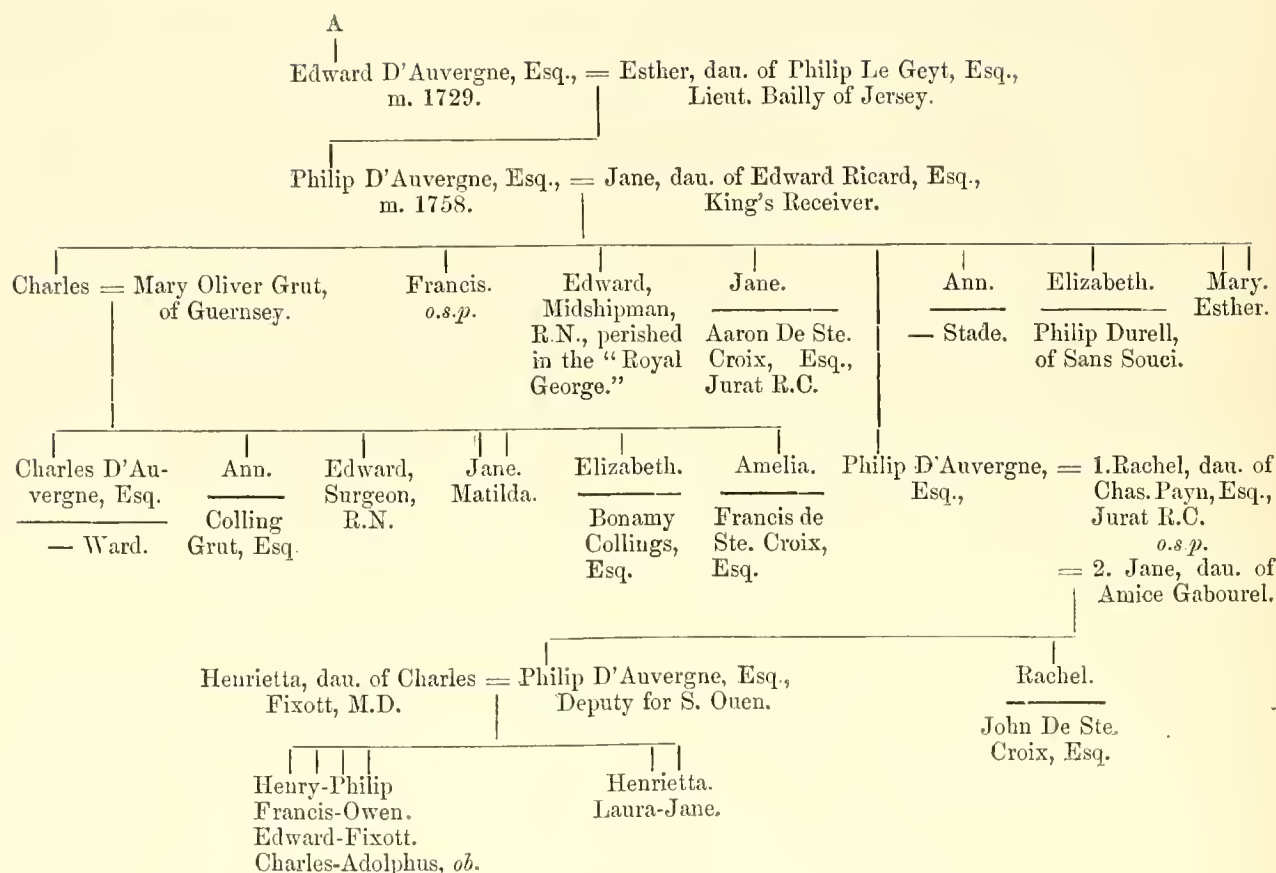 A
Edward D'Auvergne, Esq., = Esther, dau. of Philip Le Geyt, Esq.,
m. 1729. Lieut. Bailly of Jersey.
Philip D'Auvergne, Esq., = Jane, dau. of Edward Ricard, Esq.,
m. 1758. King's Receiver.
Charles = Mary Oliver Grut,
of Guernsey.
Francis.
o.s.p.
Edward,
Midshipman,
R.N., perished
in the "Royal
George."
Jane.
Aaron De Ste.
Croix, Esq.,
Jurat R.C.
Ann.
— Stade.
Elizabeth.
Philip Durell,
of Sans Souci.
Mary.
Esther.
Charles D'Au-
vergne, Esq.
— Ward.
Ann.
Colling
Grut, Esq.
Edward,
Surgeon,
R.N.
Jane.
Matilda.
Elizabeth.
Bonamy
Collings,
Esq.
Amelia.
Francis de
Ste. Croix,
Esq.
Philip D'Auvergne,
Esq.,
= 1. Rachel, dau. of
Chas. Payn, Esq.,
Jurat R.C.
o.s.p.
= 2. Jane, dau. of
Amice Gabourel.
Henrietta, dau. of Charles = Philip D'Auvergne, Esq.,
Fixott, M.D. Deputy for S. Ouen.
Rachel.
John De Ste.
Croix, Esq.
Henry-Philip
Francis-Owen.
Edward-Fixott.
Charles-Adolphus, ob.
Henrietta.
Laura-Jane.